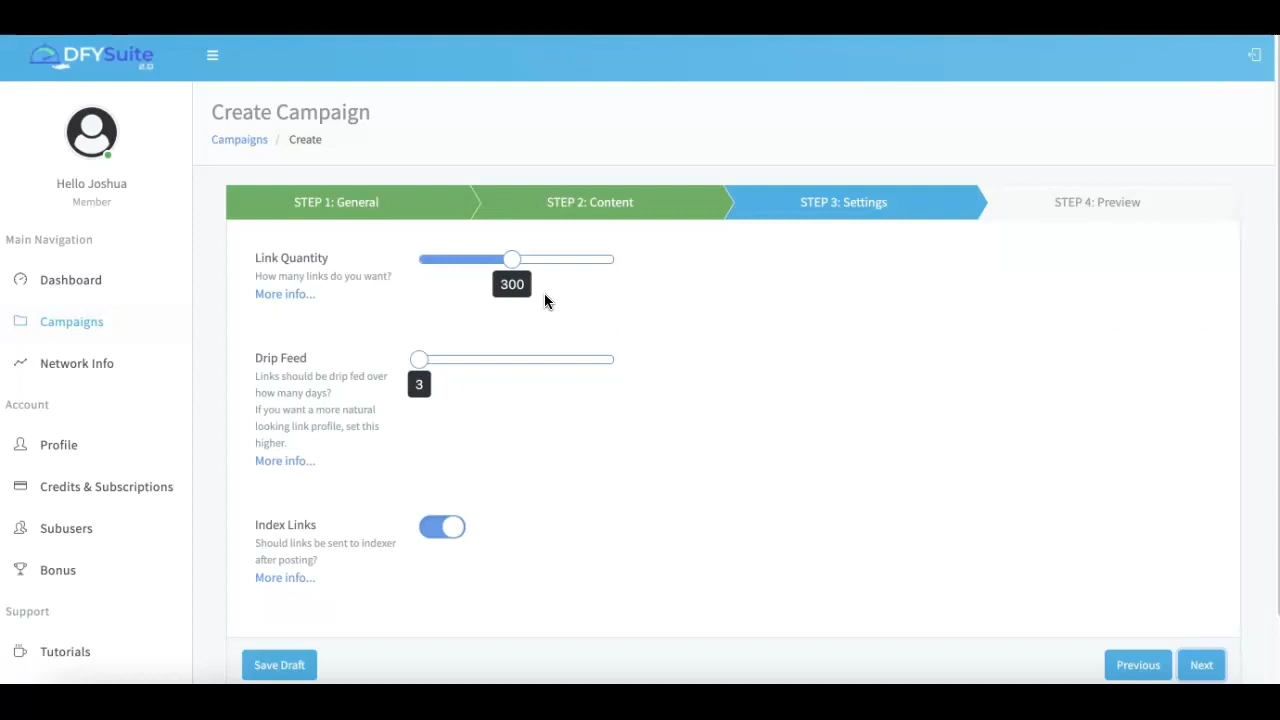 DFYSuite
2.0
Hello Joshua
Member
Main Navigation
Dashboard
Campaigns
Network Info
Account
Profile
Credits & Subscriptions
Subusers
Bonus
Support
Tutorials
Create Campaign
Campaigns / Create
STEP 1: General
STEP 2: Content
STEP 3: Settings
STEP 4: Preview
Link Quantity
How many links do you want?
More info...
300
Drip Feed
Links should be drip fed over
how many days?
If you want a more natural
looking link profile, set this
higher.
More info...
3
Index Links
Should links be sent to indexer
after posting?
More info...
Save Draft
Previous
Next